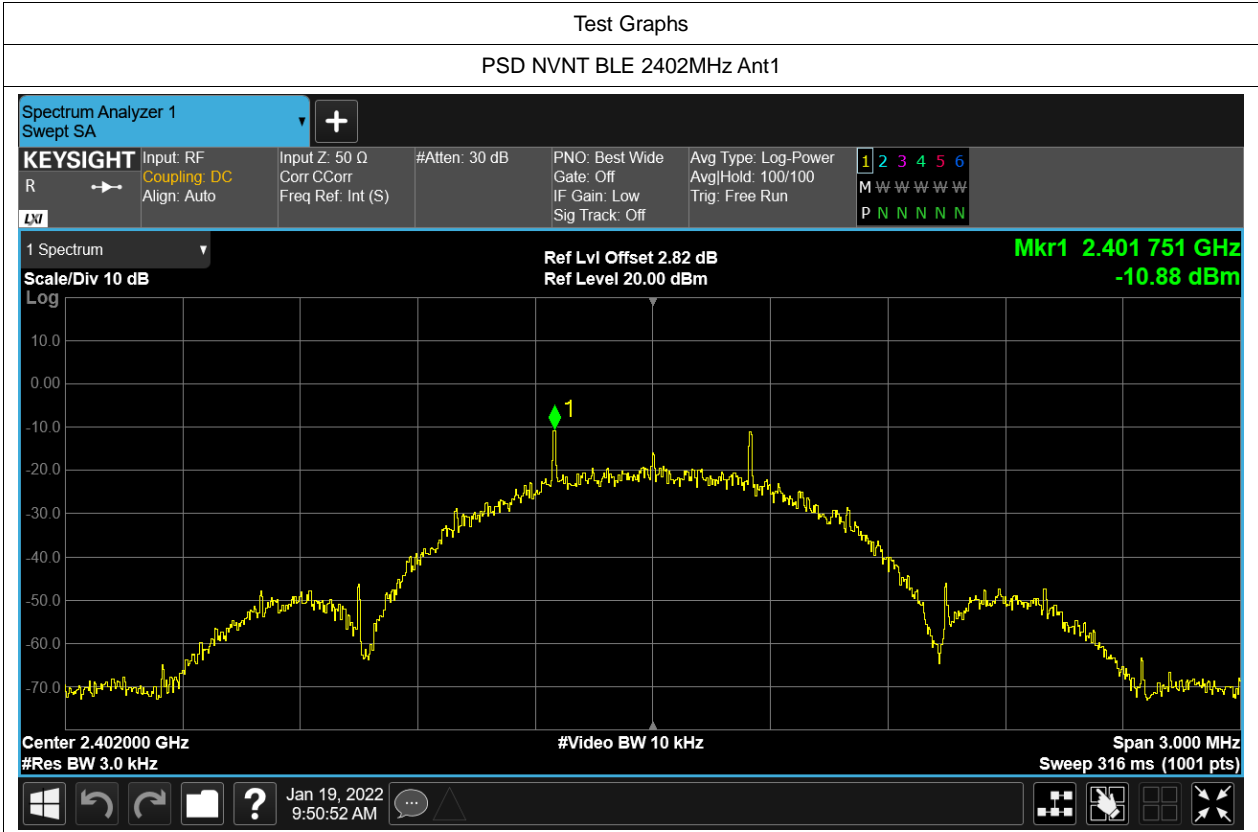 Test Graphs
PSD NVNT BLE 2402MHz Ant1
Spectrum Analyzer 1
Swept SA
KEYSIGHT
R
LXI
Input: RF
Coupling: DC
Align: Auto
Input Z: 50 Ω
Corr CCorr
Freq Ref: Int (S)
#Atten: 30 dB
PNO: Best Wide
Gate: Off
IF Gain: Low
Sig Track: Off
Avg Type: Log-Power
Avg|Hold: 100/100
Trig: Free Run
1 2 3 4 5 6
M W W W W W
P N N N N N
1 Spectrum
Scale/Div 10 dB
Log
Ref Lvl Offset 2.82 dB
Ref Level 20.00 dBm
Mkr1 2.401 751 GHz
-10.88 dBm
10.0
0.00
1
-10.0
-20.0
-30.0
-40.0
-50.0
-60.0
-70.0
Center 2.402000 GHz
#Res BW 3.0 kHz
#Video BW 10 kHz
Span 3.000 MHz
Sweep 316 ms (1001 pts)
?
Jan 19, 2022
9:50:52 AM